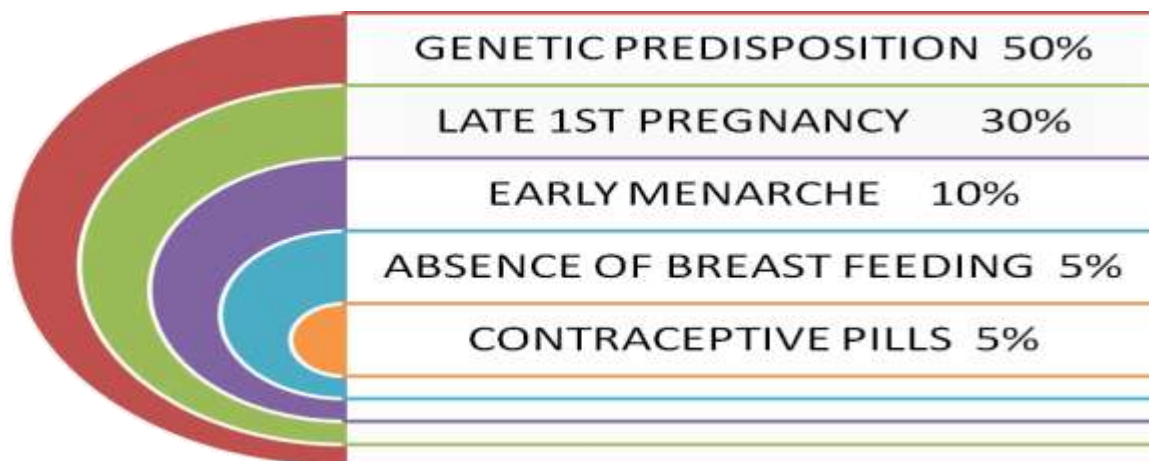 GENETIC PREDISPOSITION 50%
LATE 1ST PREGNANCY 30%
EARLY MENARCHE 10%
ABSENCE OF BREAST FEEDING 5%
CONTRACEPTIVE PILLS 5%